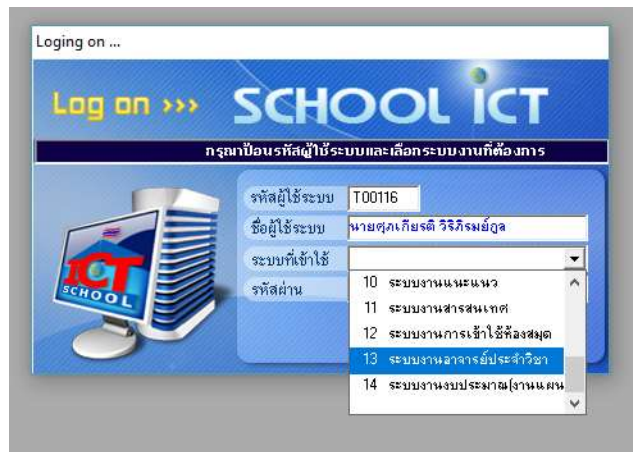 Loging on ...
Log on >>> SCHOOL ICT
กรุณาป้อนรหัสผู้ใช้ระบบและเลือกระบบงานที่ต้องการ
รหัสผู้ใช้ระบบ T00116
ชื่อผู้ใช้ระบบ นายศุภเกียรติ วิริภิรมย์กูล
ระบบที่เข้าใช้
รหัสผ่าน
10 ระบบงานแนะแนว
11 ระบบงานสารสนเทศ
12 ระบบงานการเข้าใช้ห้องสมุด
13 ระบบงานอาจารย์ประจำวิชา
14 ระบบงานงบประมาณ(งานแผน
ICT
SCHOOL